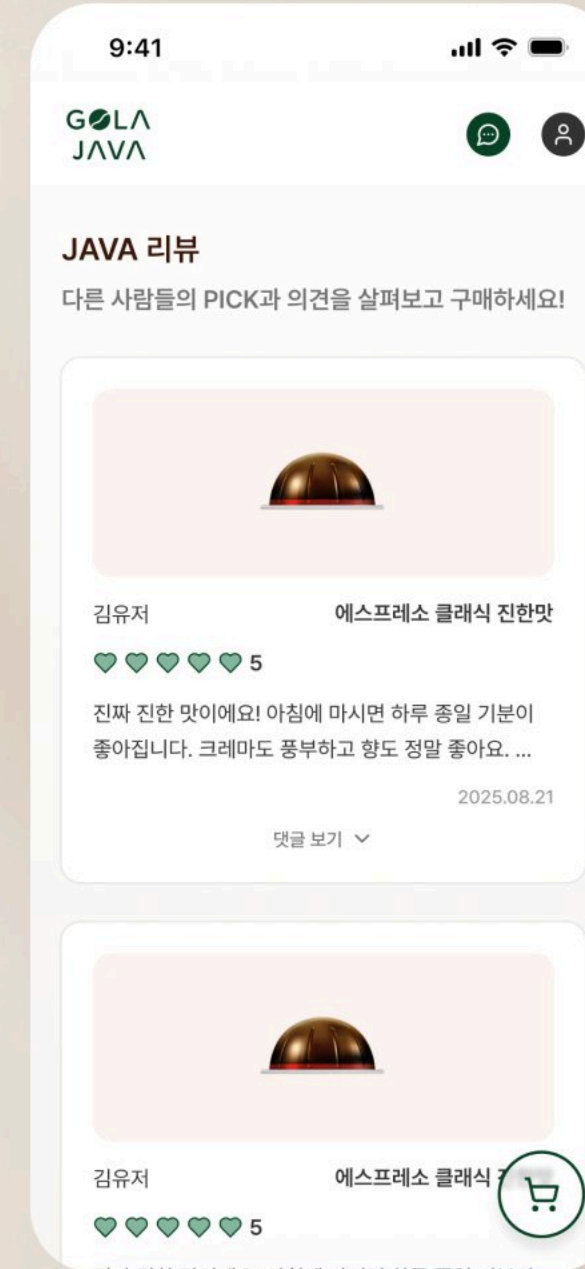 9:41
GOLA
JAVA
JAVA 리뷰
다른 사람들의 PICK과 의견을 살펴보고 구매하세요!
김유저
에스프레소 클래식 진한맛
5
진짜 진한 맛이에요! 아침에 마시면 하루 종일 기분이
좋아집니다. 크레마도 풍부하고 향도 정말 좋아요. ...
2025.08.21
댓글 보기
김유저
에스프레소 클래식
5